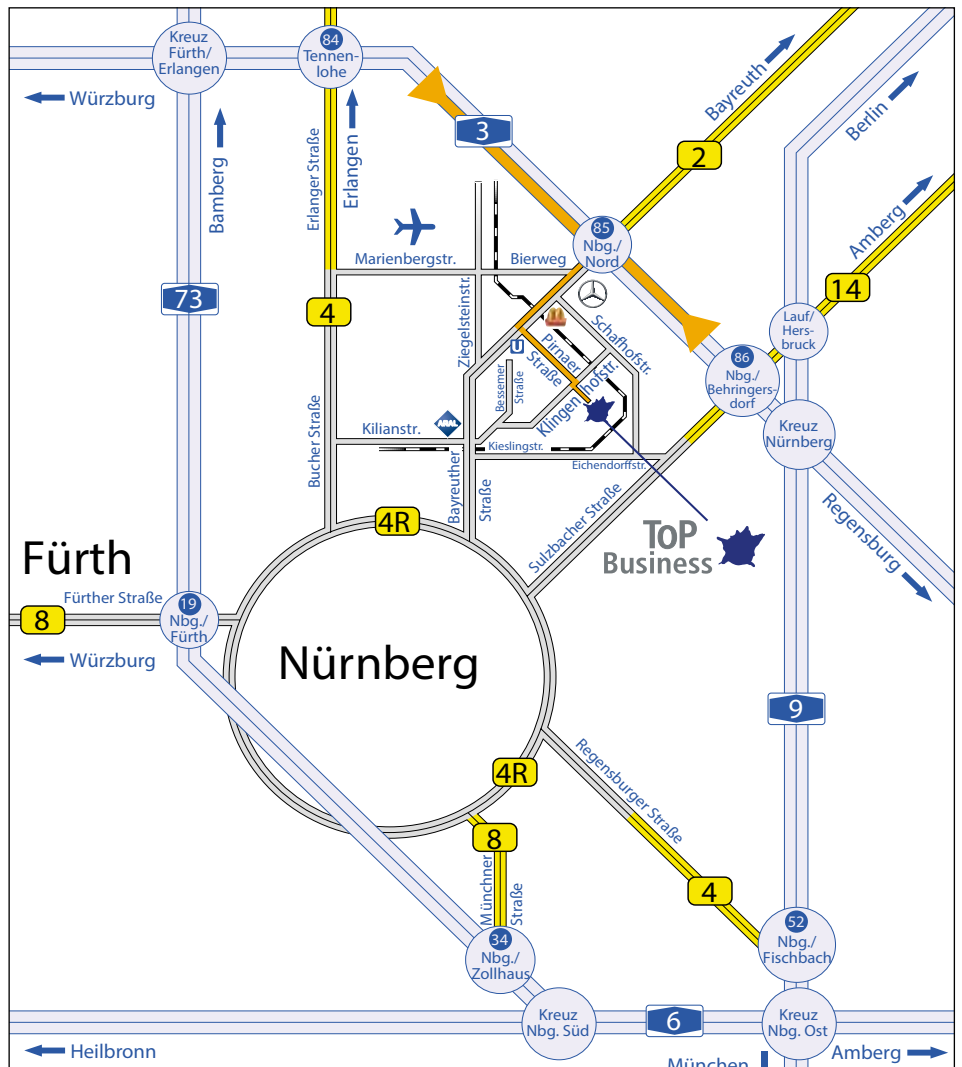 Kreuz
Fürth/
Erlangen
84
Tennen-
lohe
Würzburg
Bamberg
Erlanger Straße
Erlangen
3
Bayreuth
2
Berlin
Amberg
14
85
Nbg./
Nord
Marienbergstr.
Bierweg
73
4
Ziegelsteinstr.
Schafhofstr.
Lauf/
Hers-
bruck
U
Pirnaer
Straße
Bessemer
Straße
Klingenhofstr.
86
Nbg./
Behringers-
dorf
Kreuz
Nürnberg
Bucher Straße
Kilianstr.
ARAL
Kieslingstr.
Eichendorffstr.
Bayreuther
Straße
Sulzbacher Straße
Regensburg
4R
TOP
Business
Fürth
Fürther Straße
8
19
Nbg./
Fürth
Würzburg
Nürnberg
9
4R
Regensburger Straße
8
Münchner
Straße
4
34
Nbg./
Zollhaus
52
Nbg./
Fischbach
Kreuz
Nbg. Süd
6
Kreuz
Nbg. Ost
Heilbronn
München
Amberg